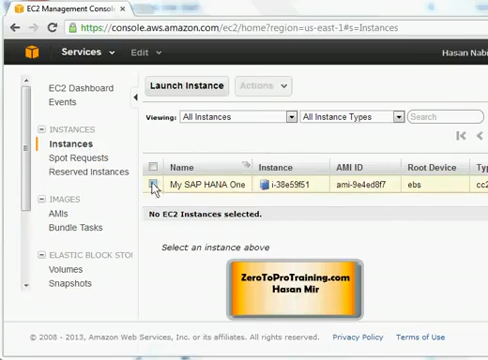 EC2 Management Consol
https://console.aws.amazon.com/ec2/home?region=us-east-1#s=Instances
Services Edit Hasan Nabi
EC2 Dashboard
Events
INSTANCES
Instances
Spot Requests
Reserved Instances
IMAGES
AMIs
Bundle Tasks
ELASTIC BLOCK STO
Volumes
Snapshots
Launch Instance Actions
Viewing: All Instances All Instance Types Search
Name Instance AMI ID Root Device Typ
My SAP HANA One i-38e59f51 ami-9e4ed8f7 ebs cc2
No EC2 Instances selected.
Select an instance above
ZeroToProTraining.com
Hasan Mir
© 2008 - 2013, Amazon Web Services, Inc. or its affiliates. All rights reserved. Privacy Policy Terms of Use